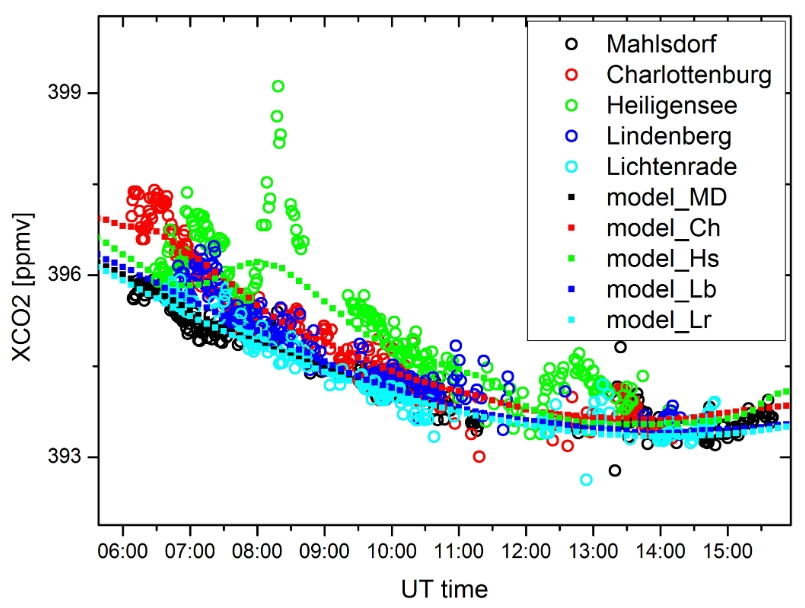 399
396
393
XCO2 [ppmv]
Mahlsdorf
Charlottenburg
Heiligensee
Lindenberg
Lichtenrade
model_MD
model_Ch
model_Hs
model_Lb
model_Lr
06:00 07:00 08:00 09:00 10:00 11:00 12:00 13:00 14:00 15:00
UT time